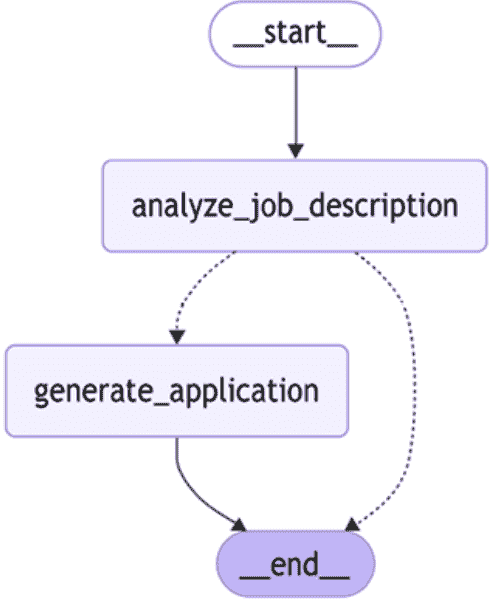 __start__
analyze_job_description
generate_application
__end__